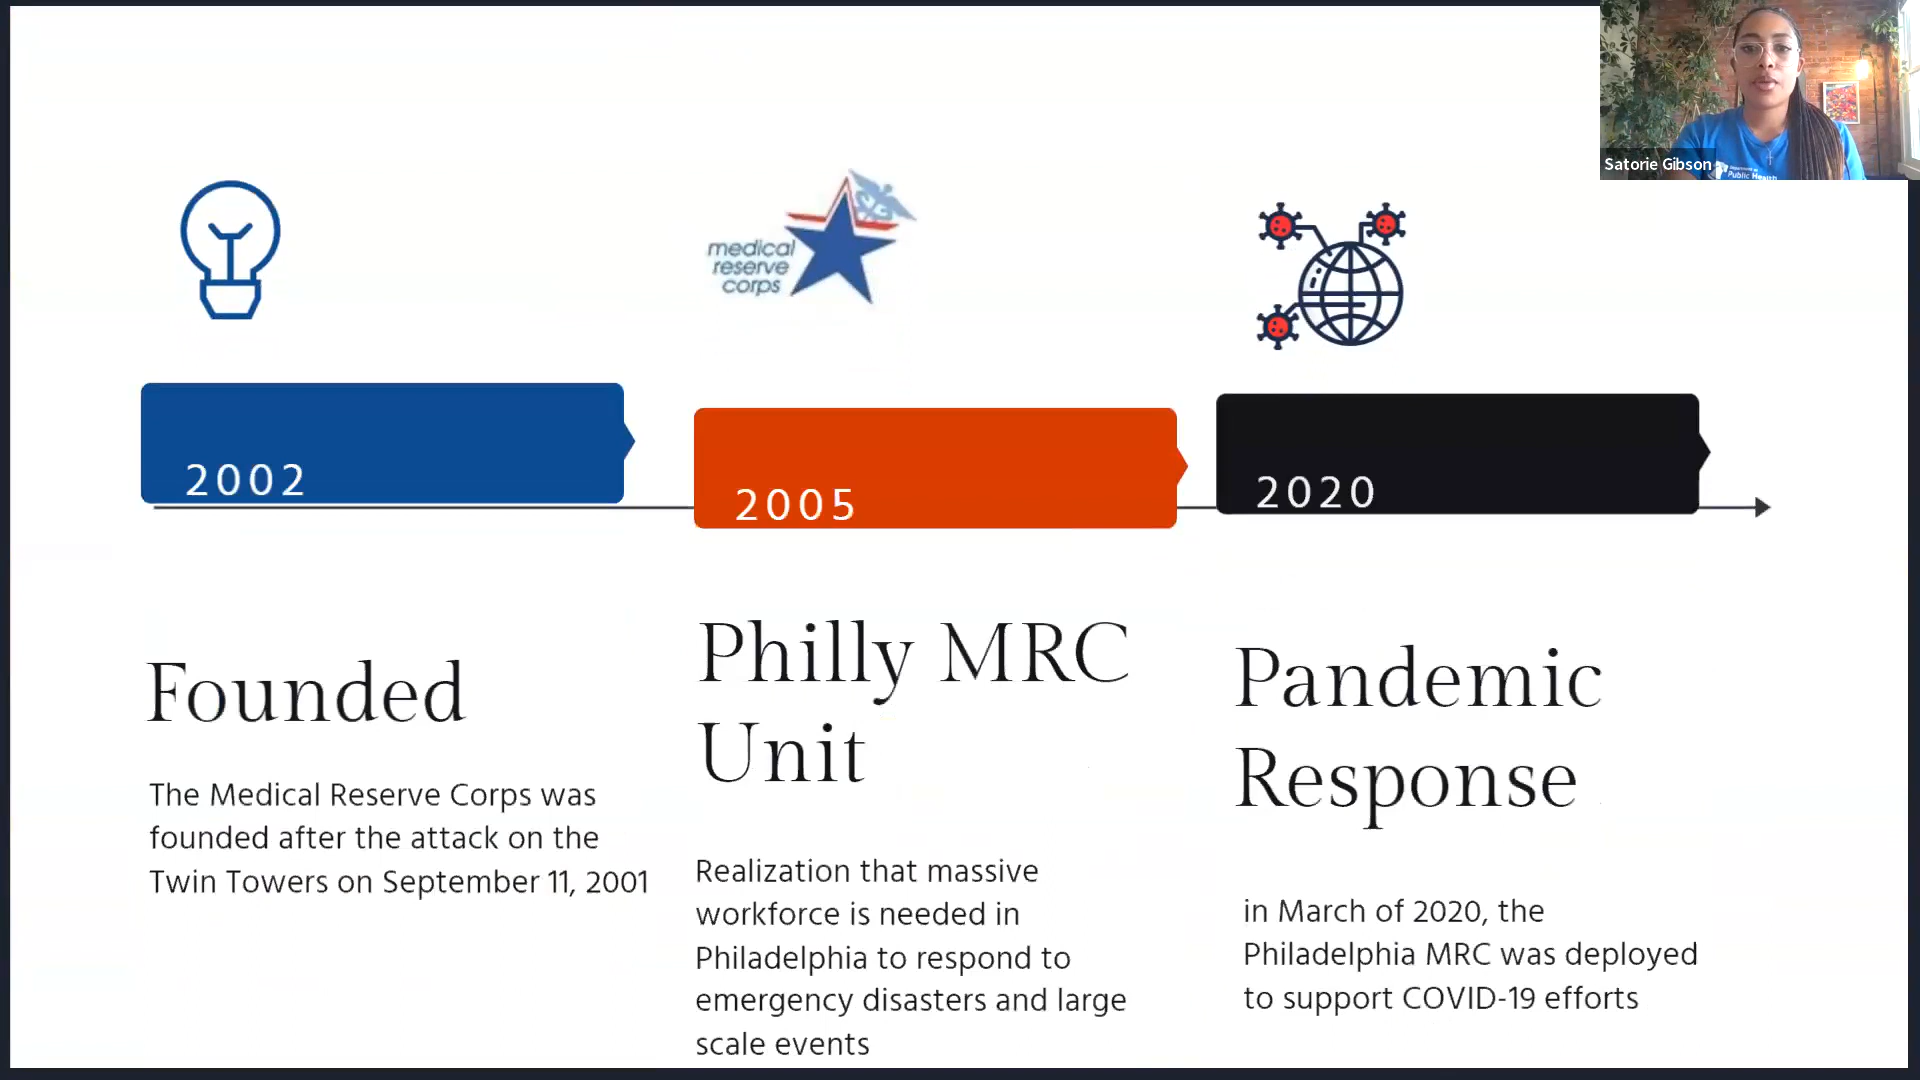 Satorie Gibson
Public Health
medical
reserve
corps
2002
2005
2020
Founded
The Medical Reserve Corps was
founded after the attack on the
Twin Towers on September 11, 2001
Philly MRC
Unit
Realization that massive
workforce is needed in
Philadelphia to respond to
emergency disasters and large
scale events
Pandemic
Response
in March of 2020, the
Philadelphia MRC was deployed
to support COVID-19 efforts